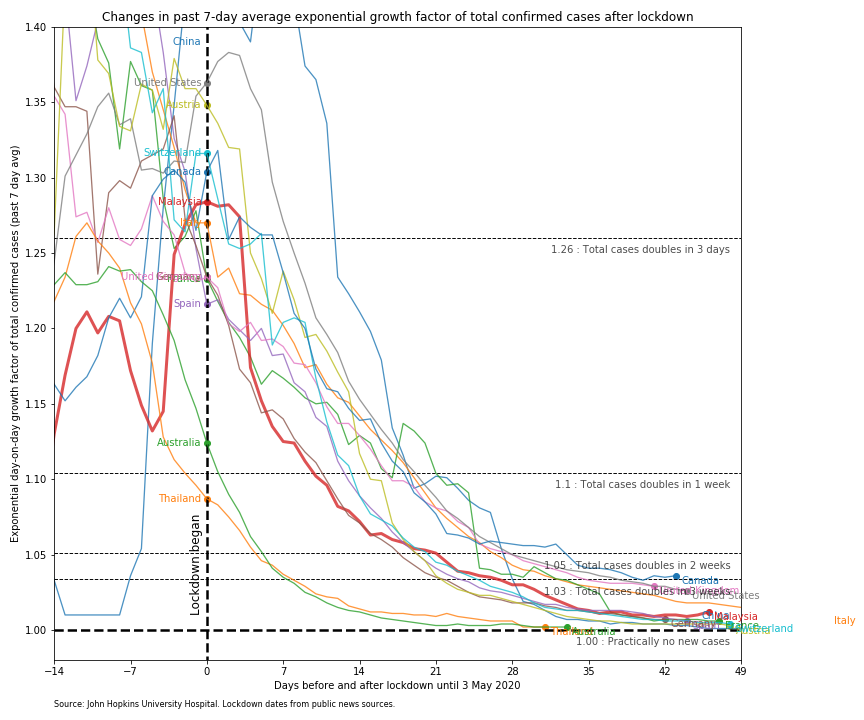 Changes in past 7-day average exponential growth factor of total confirmed cases after lockdown
Exponential day-on-day growth factor of total confirmed cases (past 7 day avg)
1.40
1.35
1.30
1.25
1.20
1.15
1.10
1.05
1.00
China
United States
Austria
Switzerland
Canada
Malaysia
Italy
Germany
France
Spain
Australia
Thailand
Lockdown began
1.26 : Total cases doubles in 3 days
1.1 : Total cases doubles in 1 week
1.05 : Total cases doubles in 2 weeks
1.03 : Total cases doubles in 3 weeks
1.00 : Practically no new cases
Canada
United Kingdom
United States
China
Malaysia
Italy
Germany
Spain
France
Switzerland
Austria
Thailand
Australia
−14
−7
0
7
14
21
28
35
42
49
Days before and after lockdown until 3 May 2020
Source: John Hopkins University Hospital. Lockdown dates from public news sources.